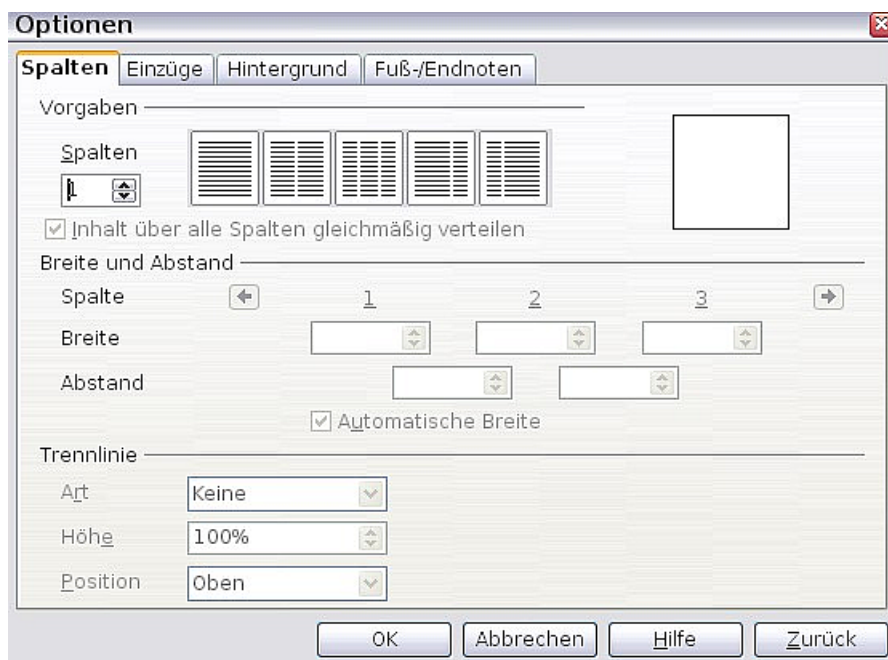 Optionen
Spalten Einzüge Hintergrund Fuß-/Endnoten
Vorgaben
Spalten
1
Inhalt über alle Spalten gleichmäßig verteilen
Breite und Abstand
Spalte 1 2 3
Breite
Abstand
Automatische Breite
Trennlinie
Art Keine
Höhe 100%
Position Oben
OK Abbrechen Hilfe Zurück